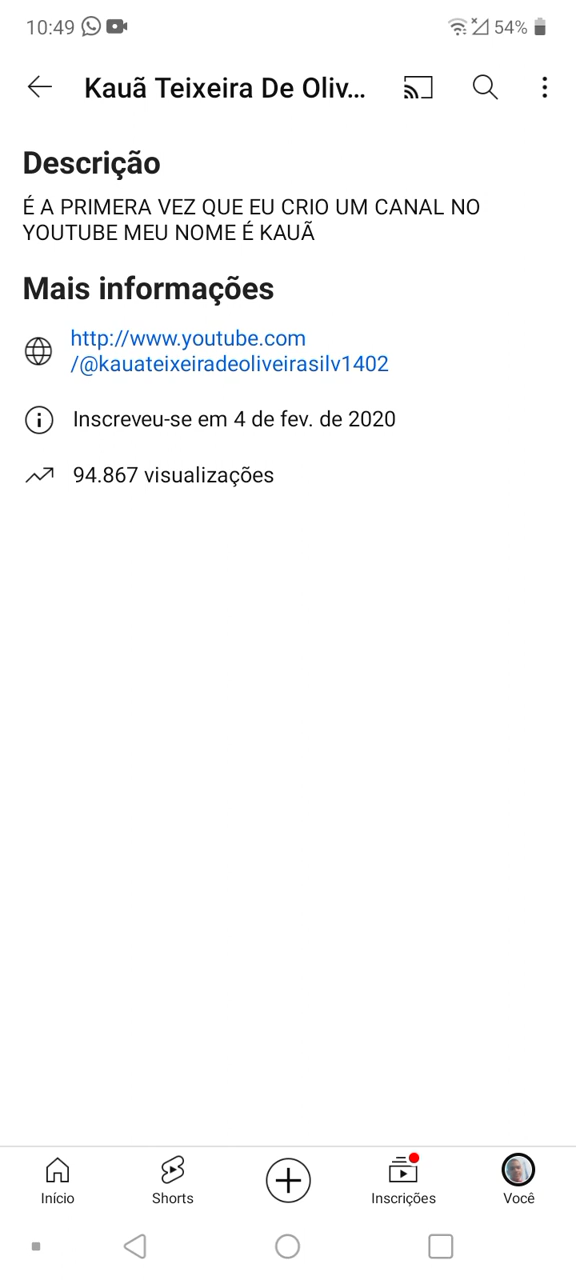 10:49
54%
Kauã Teixeira De Oliv...
Descrição
É A PRIMERA VEZ QUE EU CRIO UM CANAL NO
YOUTUBE MEU NOME É KAUÃ
Mais informações
http://www.youtube.com
/@kauateixeiradeoliveirasilv1402
Inscreveu-se em 4 de fev. de 2020
94.867 visualizações
Início
Shorts
Inscrições
Você